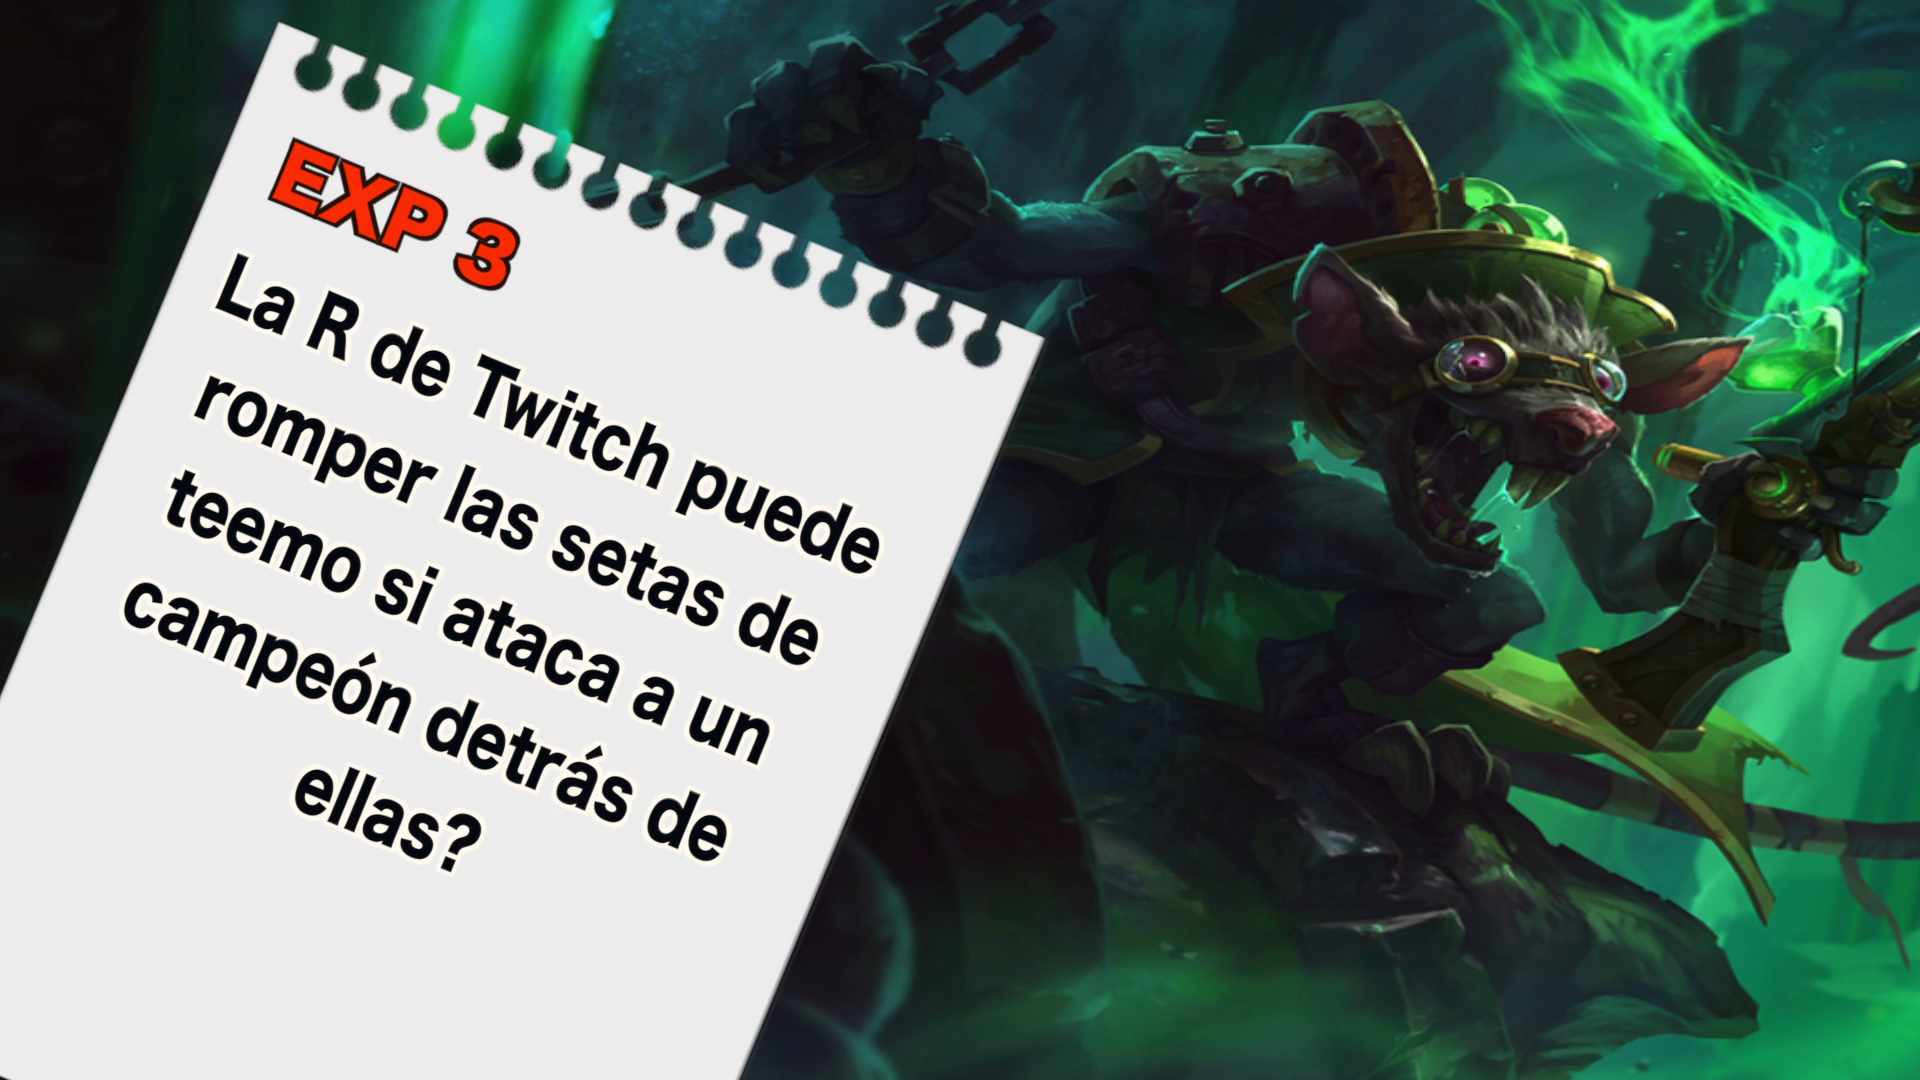 EXP 3
La R de Twitch puede
romper las setas de
teemo si ataca a un
campeón detrás de
ellas?